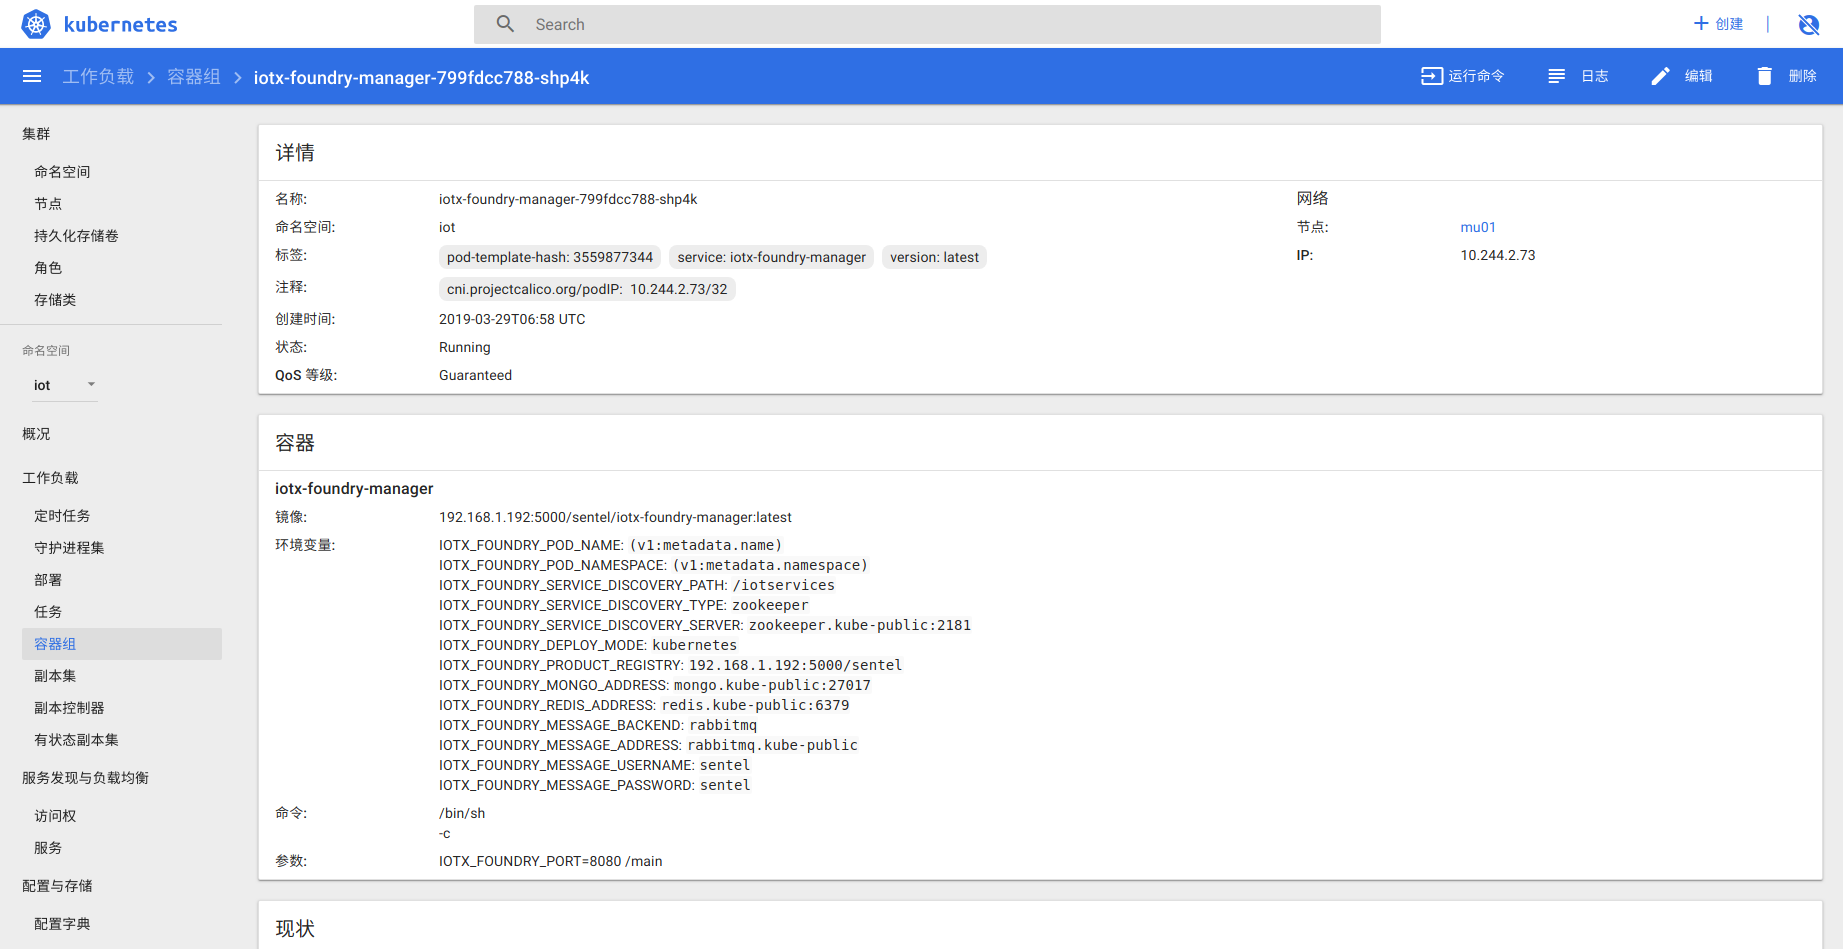 kubernetes
Search
创建
工作负载 > 容器组 > iotx-foundry-manager-799fdcc788-shp4k
运行命令
日志
编辑
删除
集群
命名空间
节点
持久化存储卷
角色
存储类
命名空间
iot
概况
工作负载
定时任务
守护进程集
部署
任务
容器组
副本集
副本控制器
有状态副本集
服务发现与负载均衡
访问权
服务
配置与存储
配置字典
详情
名称: iotx-foundry-manager-799fdcc788-shp4k
命名空间: iot
标签: pod-template-hash: 3559877344 service: iotx-foundry-manager version: latest
注释: cni.projectcalico.org/podIP: 10.244.2.73/32
创建时间: 2019-03-29T06:58 UTC
状态: Running
QoS 等级: Guaranteed
网络
节点: mu01
IP: 10.244.2.73
容器
iotx-foundry-manager
镜像: 192.168.1.192:5000/sentel/iotx-foundry-manager:latest
环境变量: IOTX_FOUNDRY_POD_NAME: (v1:metadata.name)
IOTX_FOUNDRY_POD_NAMESPACE: (v1:metadata.namespace)
IOTX_FOUNDRY_SERVICE_DISCOVERY_PATH: /iotservices
IOTX_FOUNDRY_SERVICE_DISCOVERY_TYPE: zookeeper
IOTX_FOUNDRY_SERVICE_DISCOVERY_SERVER: zookeeper.kube-public:2181
IOTX_FOUNDRY_DEPLOY_MODE: kubernetes
IOTX_FOUNDRY_PRODUCT_REGISTRY: 192.168.1.192:5000/sentel
IOTX_FOUNDRY_MONGO_ADDRESS: mongo.kube-public:27017
IOTX_FOUNDRY_REDIS_ADDRESS: redis.kube-public:6379
IOTX_FOUNDRY_MESSAGE_BACKEND: rabbitmq
IOTX_FOUNDRY_MESSAGE_ADDRESS: rabbitmq.kube-public
IOTX_FOUNDRY_MESSAGE_USERNAME: sentel
IOTX_FOUNDRY_MESSAGE_PASSWORD: sentel
命令: /bin/sh
-c
参数: IOTX_FOUNDRY_PORT=8080 /main
现状